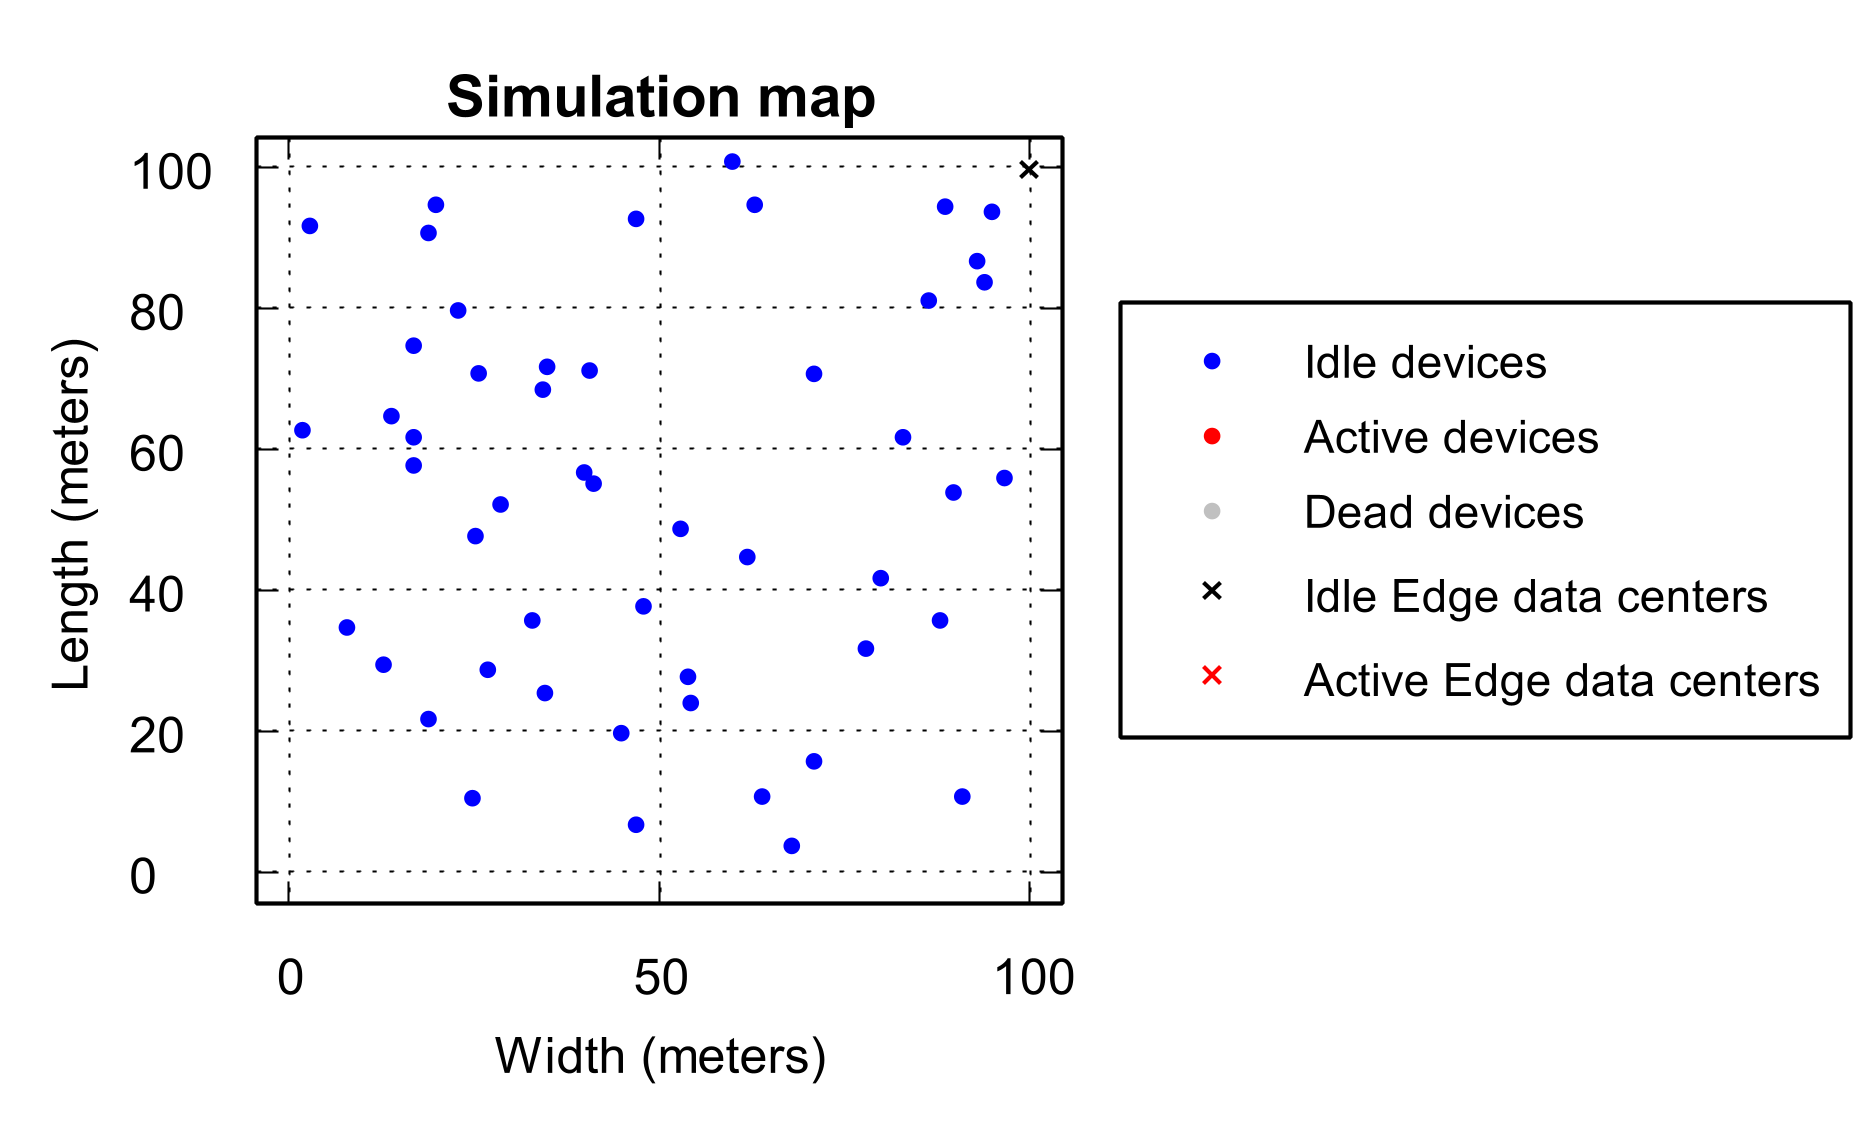 Simulation map
100
80
60
40
20
0
Length (meters)
0 50 100
Width (meters)
Idle devices
Active devices
Dead devices
Idle Edge data centers
Active Edge data centers